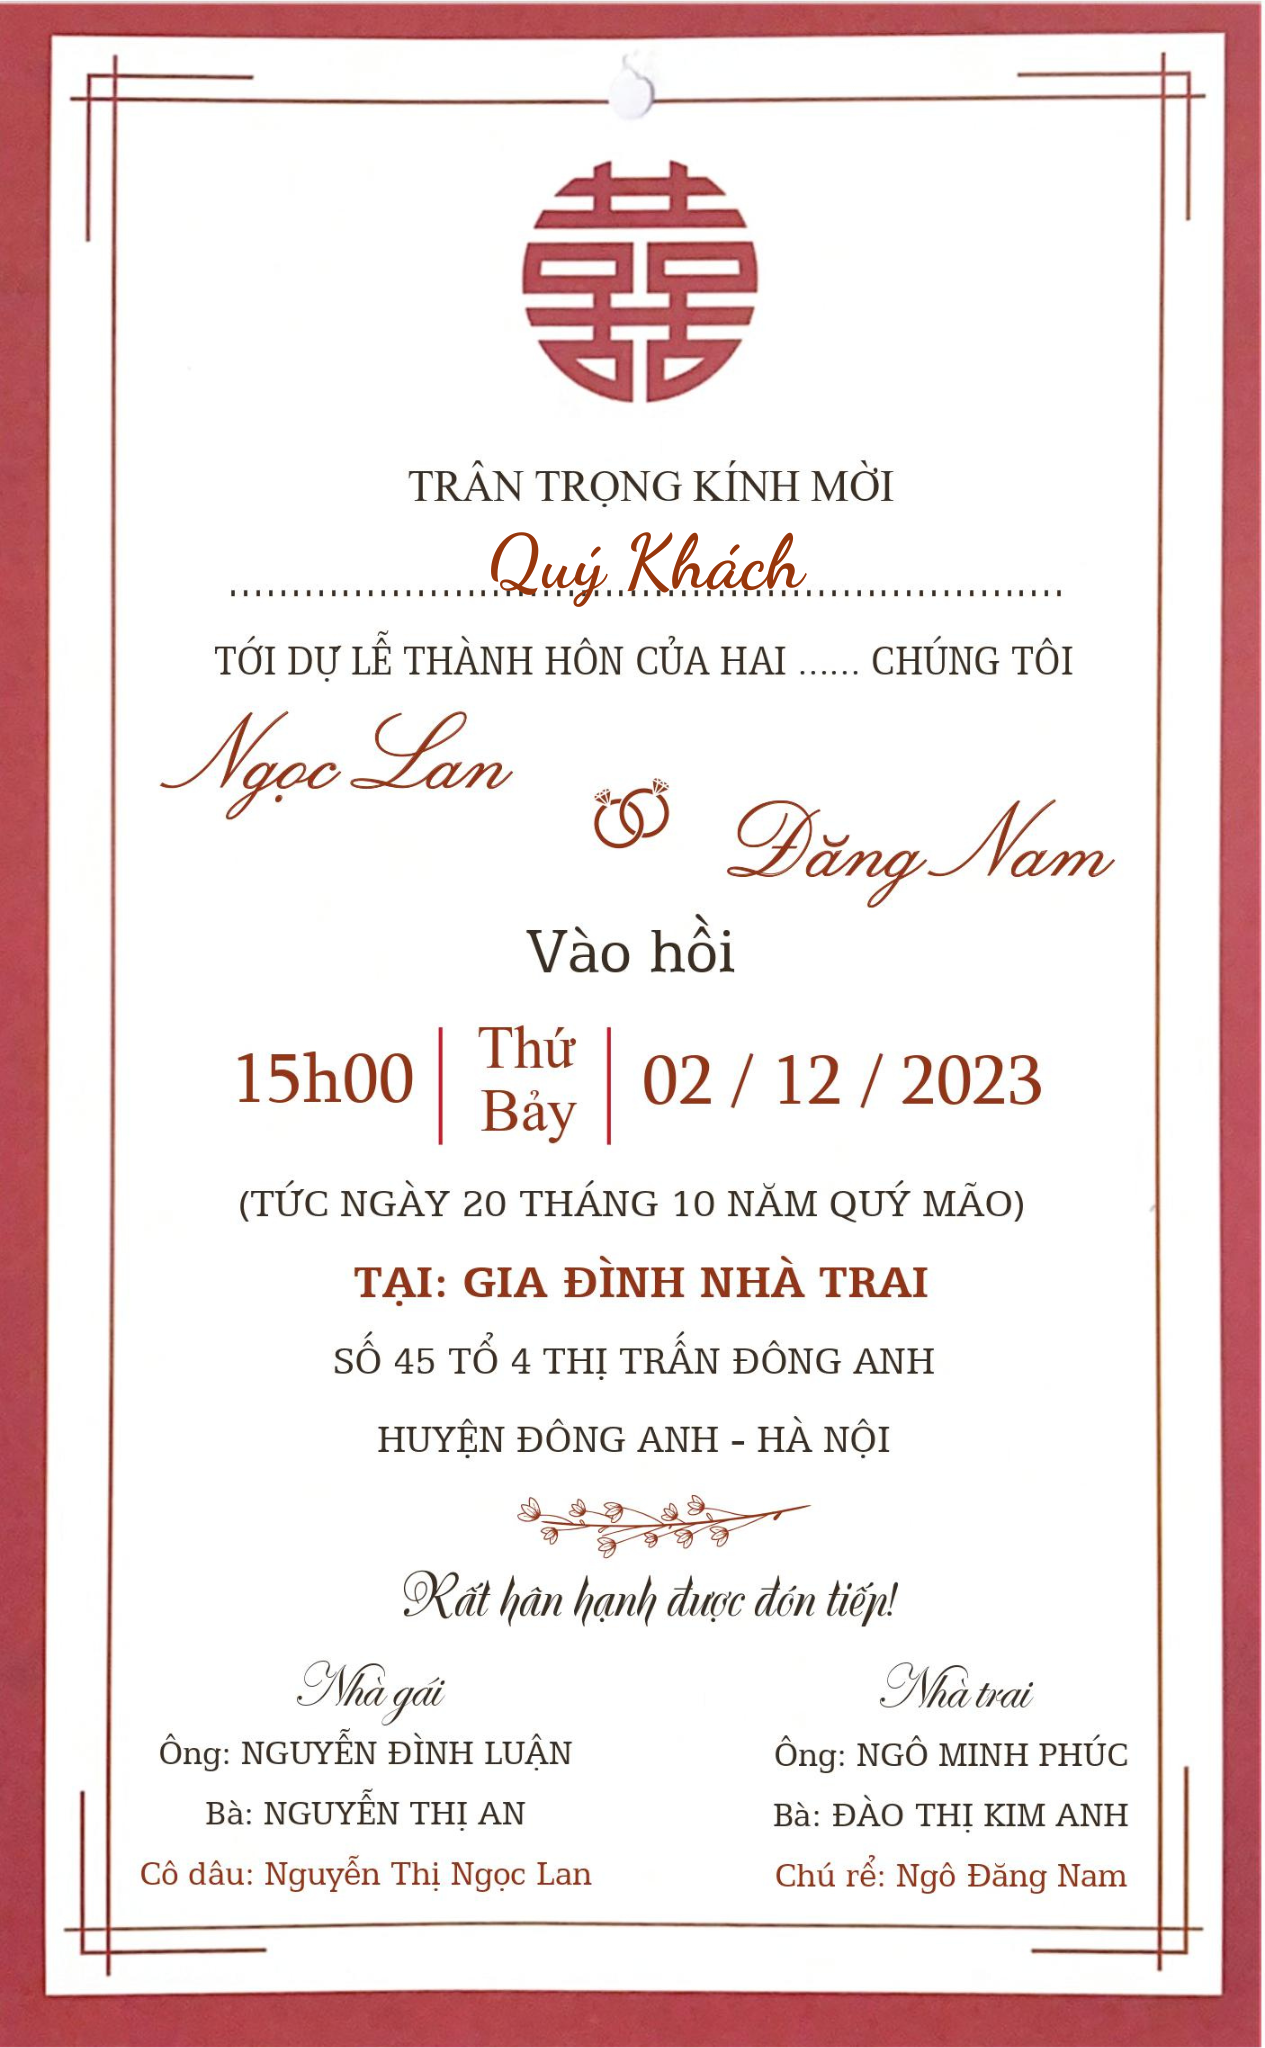 囍
TRÂN TRỌNG KÍNH MỜI
Quý Khách
TỚI DỰ LỄ THÀNH HÔN CỦA HAI ...... CHÚNG TÔI
Ngọc Lan
Đăng Nam
Vào hồi
15h00 | Thứ Bảy | 02 / 12 / 2023
(TỨC NGÀY 20 THÁNG 10 NĂM QUÝ MÃO)
TẠI: GIA ĐÌNH NHÀ TRAI
SỐ 45 TỔ 4 THỊ TRẤN ĐÔNG ANH
HUYỆN ĐÔNG ANH - HÀ NỘI
Rất hân hạnh được đón tiếp!
Nhà gái
Ông: NGUYỄN ĐÌNH LUẬN
Bà: NGUYỄN THỊ AN
Cô dâu: Nguyễn Thị Ngọc Lan
Nhà trai
Ông: NGÔ MINH PHÚC
Bà: ĐÀO THỊ KIM ANH
Chú rể: Ngô Đăng Nam